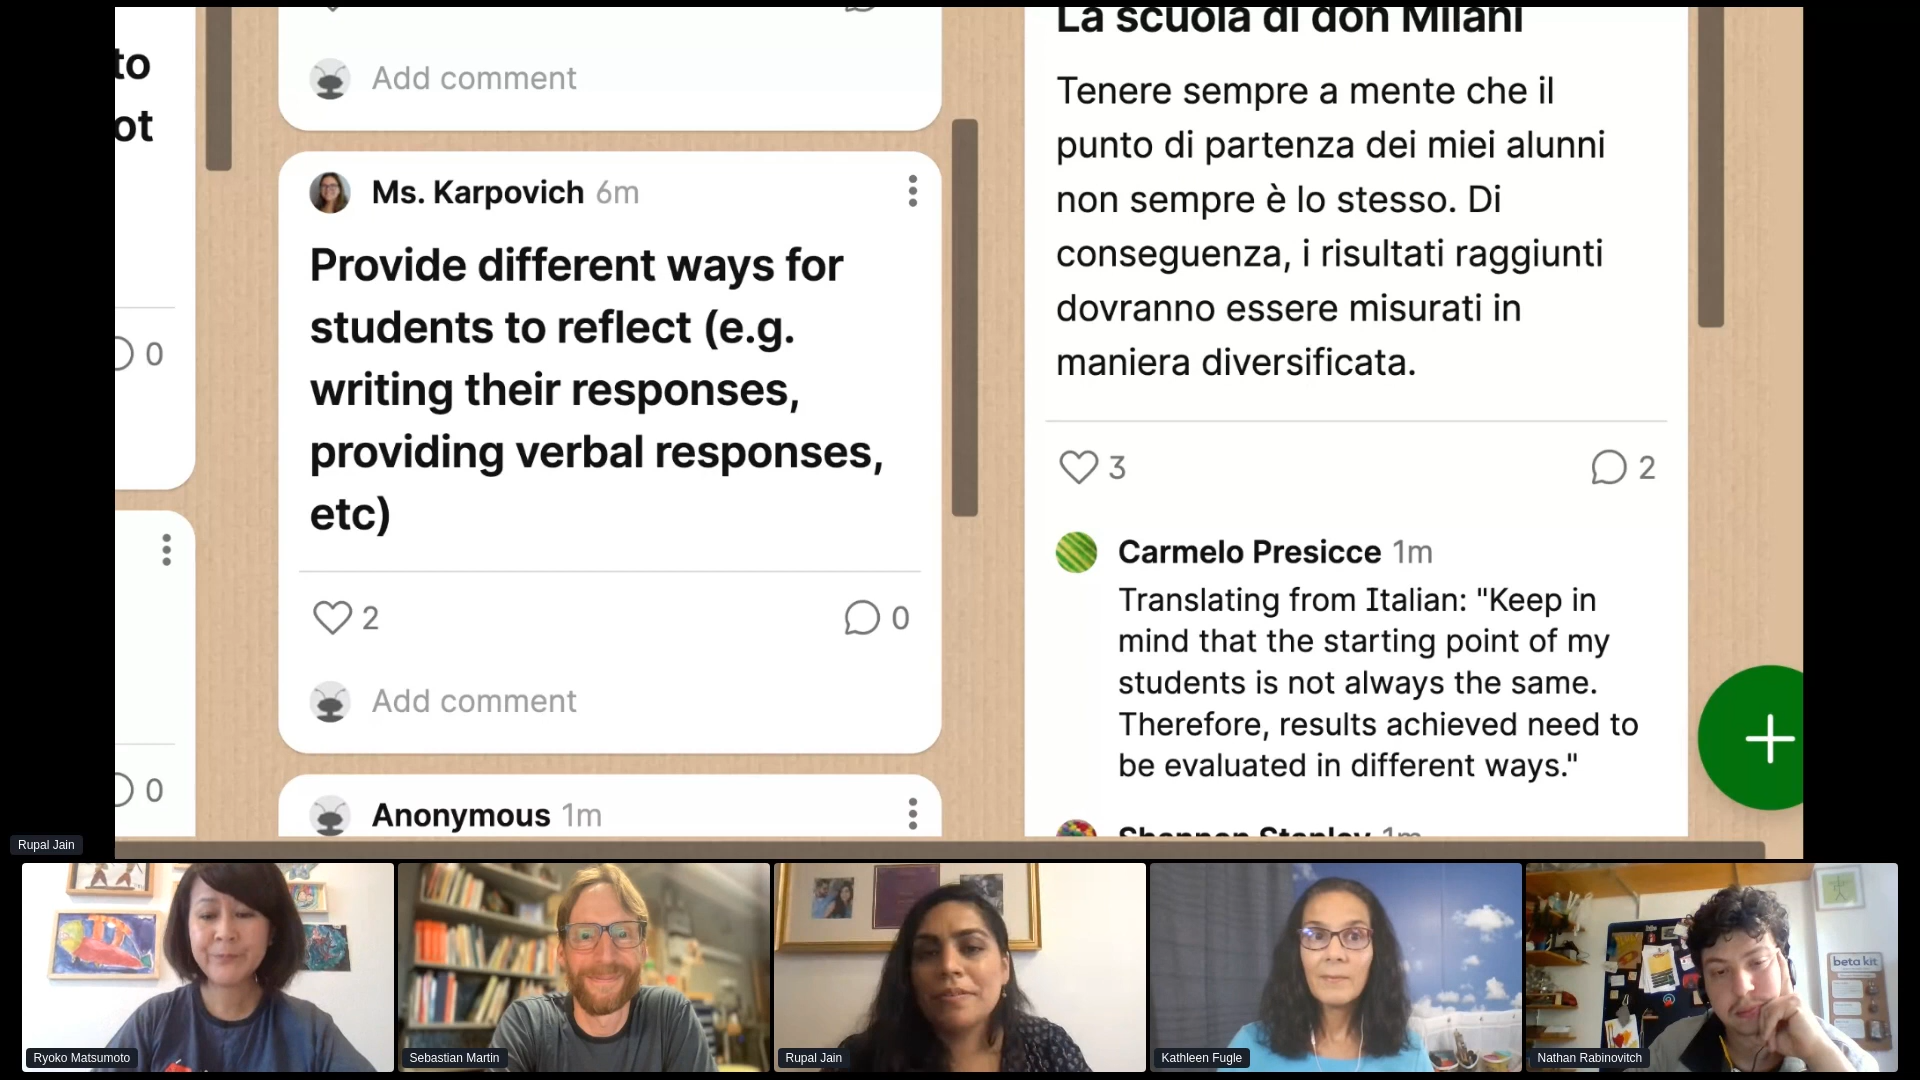 to
ot
0
0
Add comment
Ms. Karpovich 6m
Provide different ways for
students to reflect (e.g.
writing their responses,
providing verbal responses,
etc)
2
0
Add comment
Anonymous 1m
La scuola di don Milani
Tenere sempre a mente che il
punto di partenza dei miei alunni
non sempre è lo stesso. Di
conseguenza, i risultati raggiunti
dovranno essere misurati in
maniera diversificata.
3
2
Carmelo Presicce 1m
Translating from Italian: "Keep in
mind that the starting point of my
students is not always the same.
Therefore, results achieved need to
be evaluated in different ways."
Shannon Stanley 1m
Rupal Jain
Ryoko Matsumoto
Sebastian Martin
Rupal Jain
Kathleen Fugle
Nathan Rabinovitch
beta kit